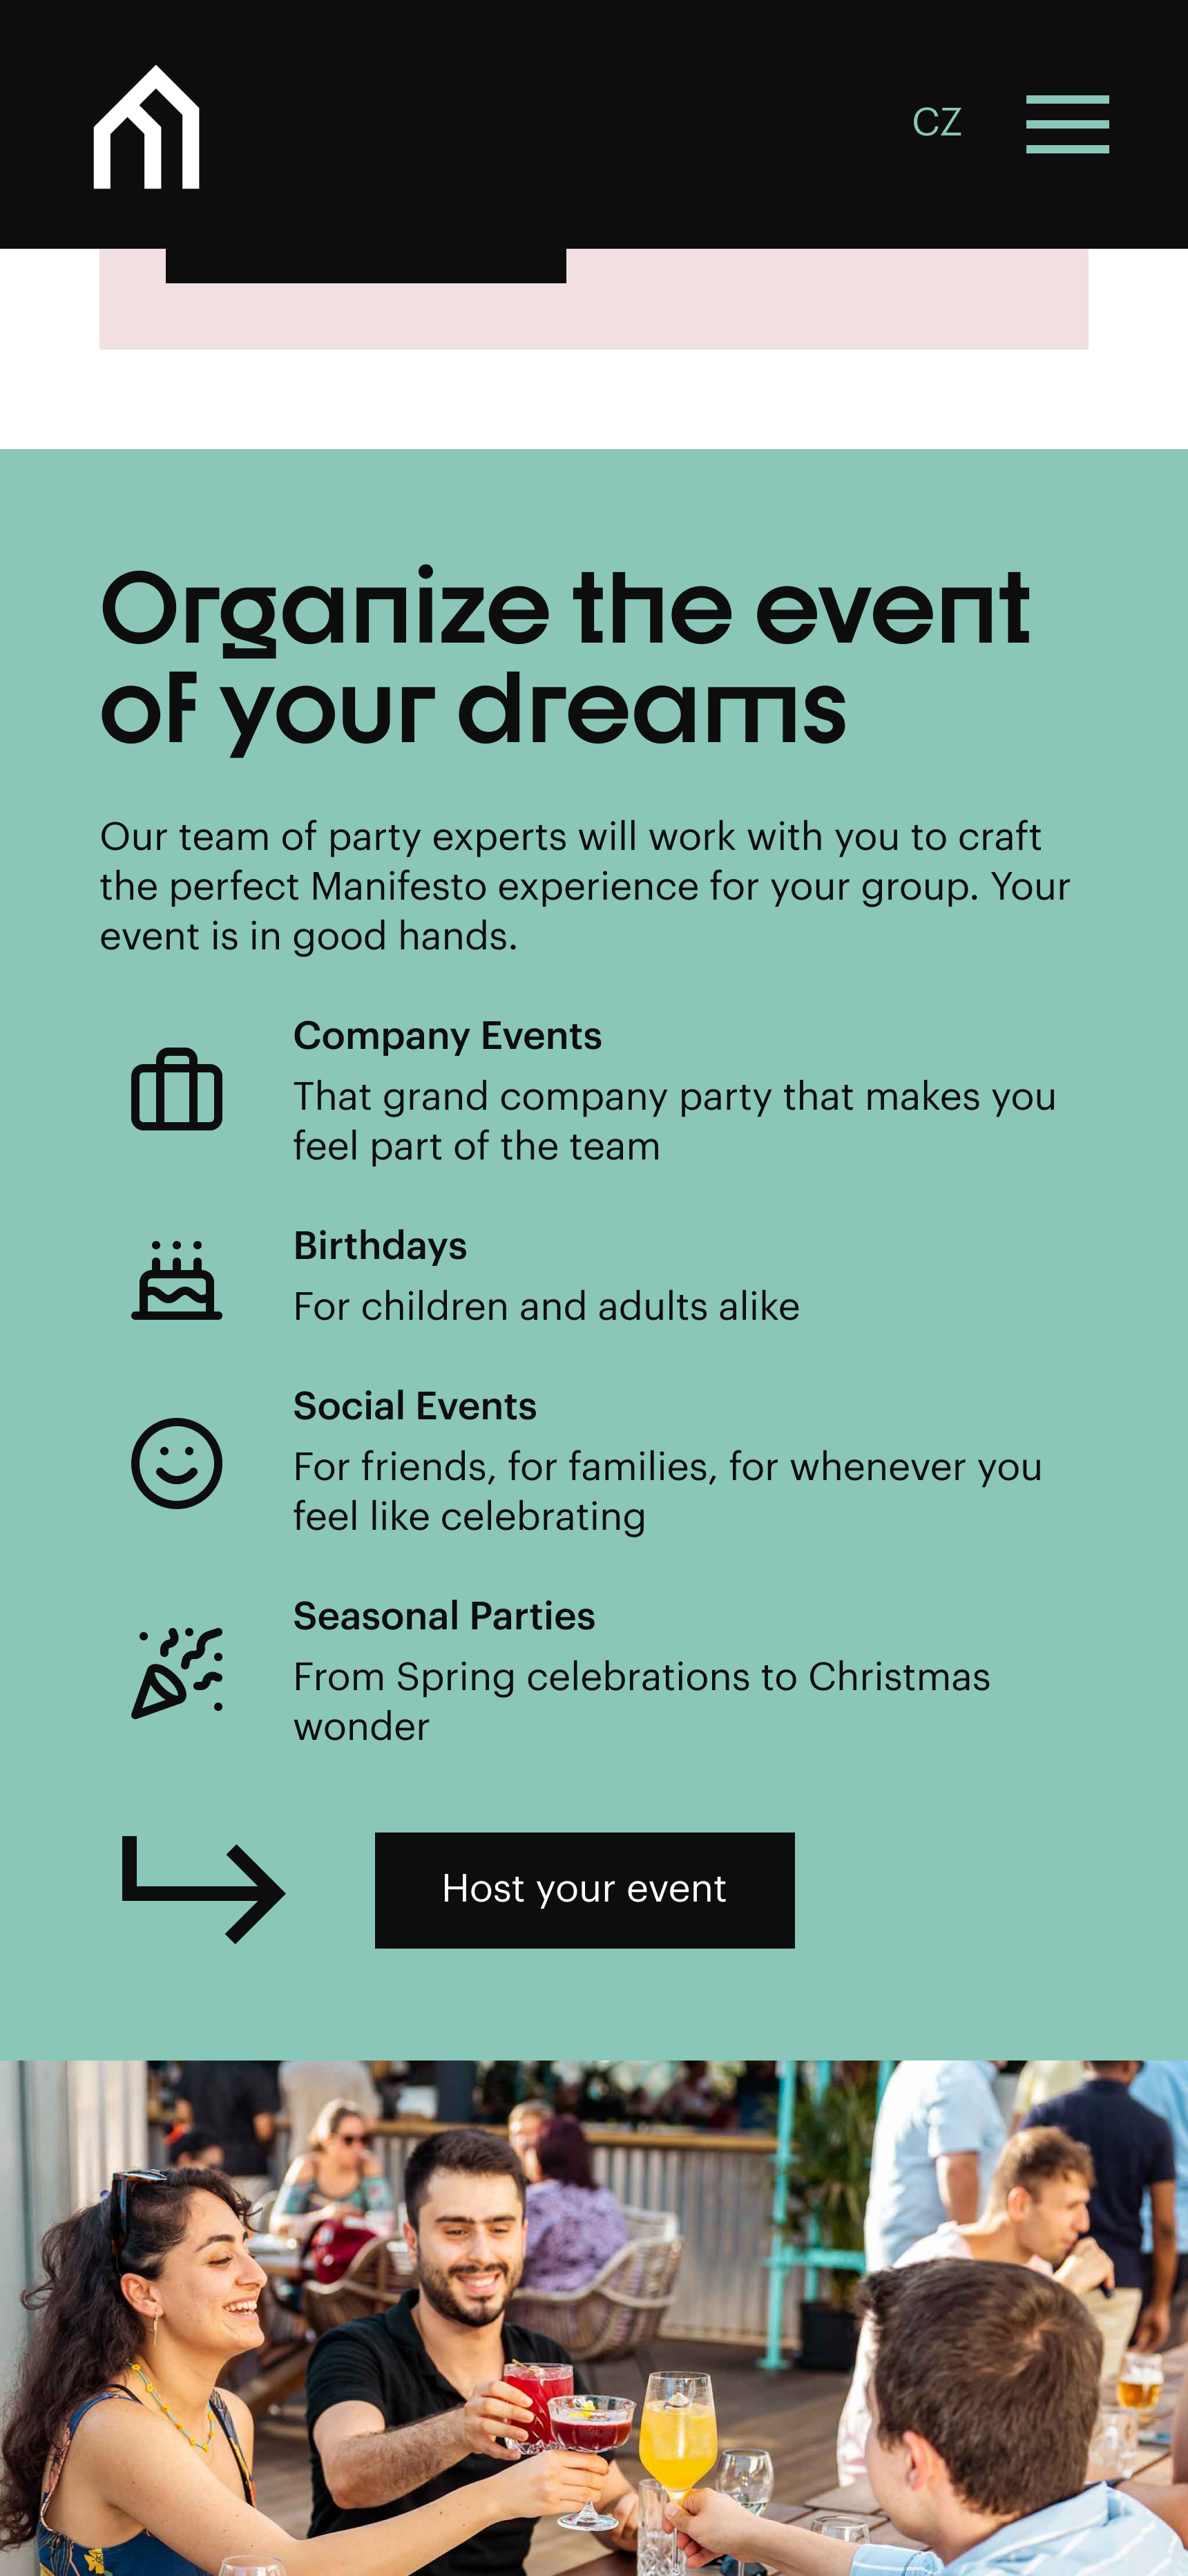 CZ
Organize the event
of your dreams
Our team of party experts will work with you to craft
the perfect Manifesto experience for your group. Your
event is in good hands.
Company Events
That grand company party that makes you
feel part of the team
Birthdays
For children and adults alike
Social Events
For friends, for families, for whenever you
feel like celebrating
Seasonal Parties
From Spring celebrations to Christmas
wonder
Host your event